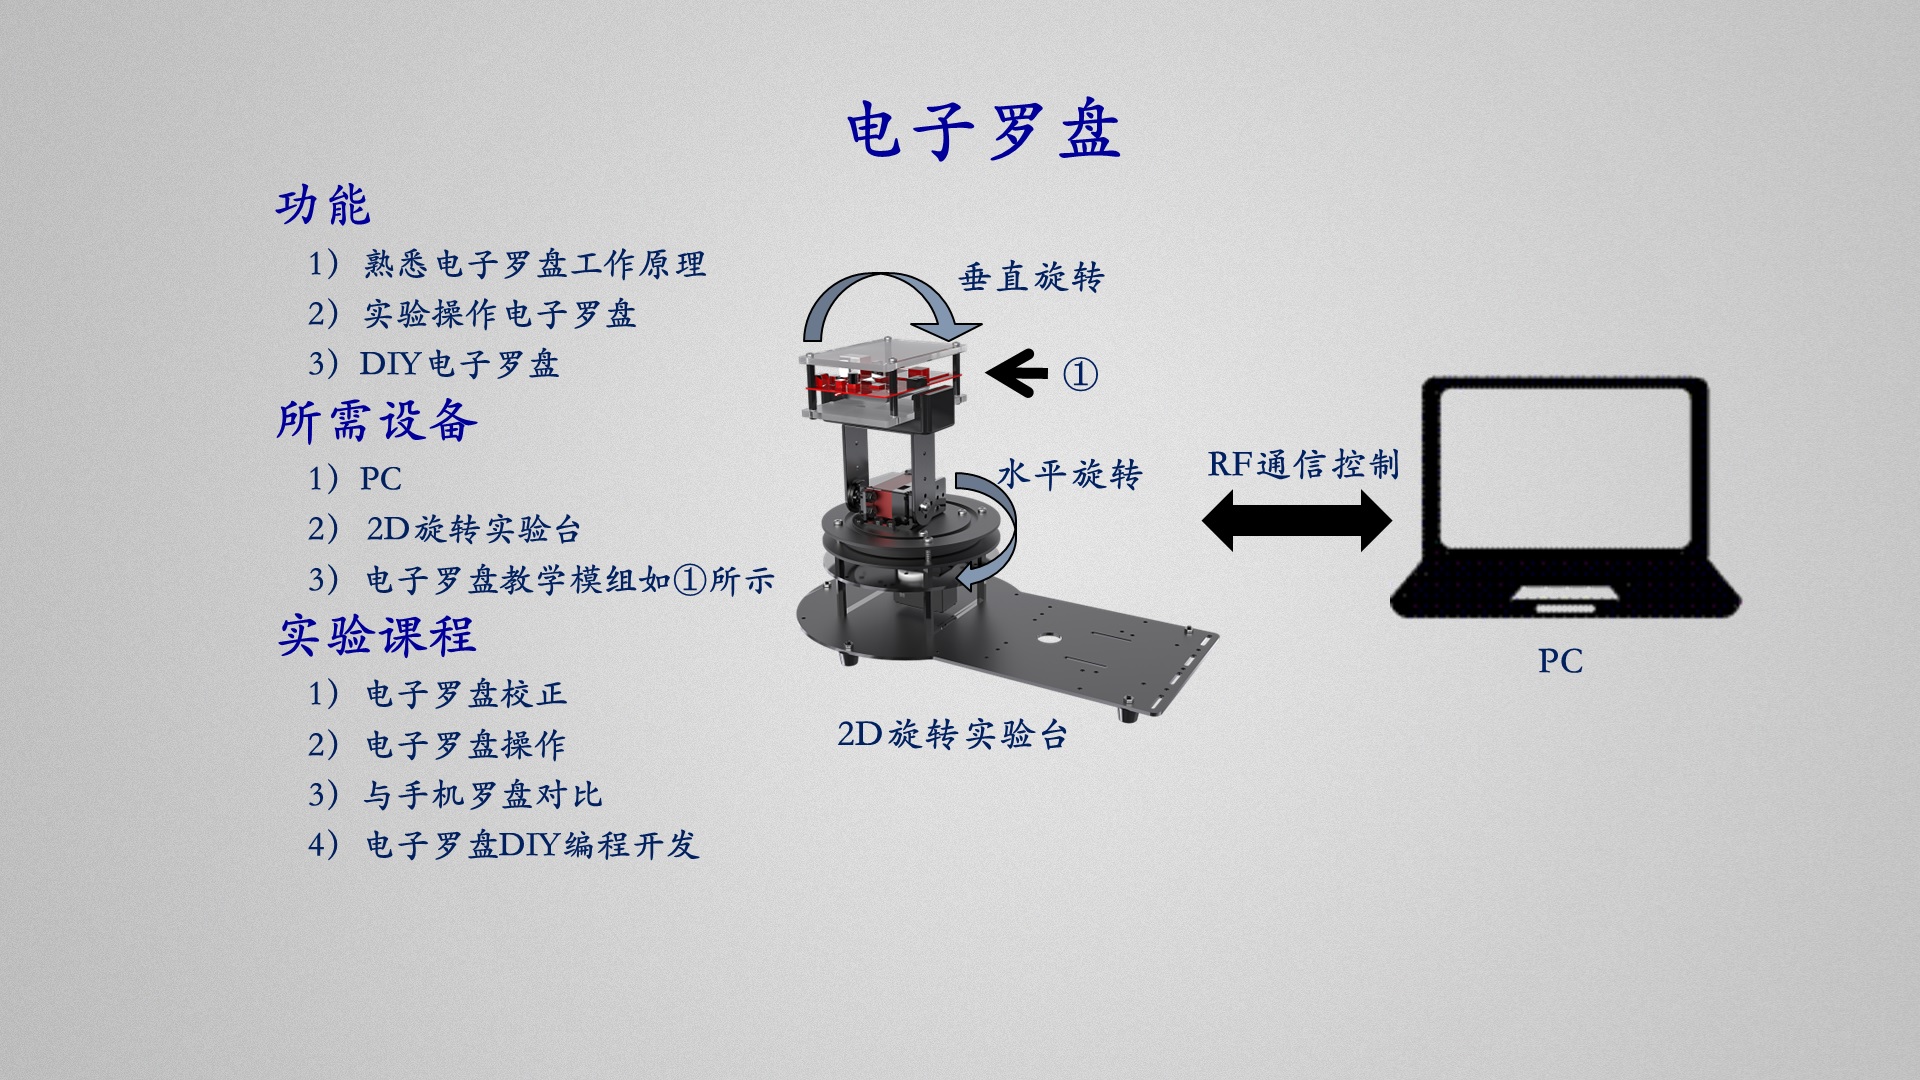 电子罗盘
功能
1） 熟悉电子罗盘工作原理
2） 实验操作电子罗盘
3）DIY电子罗盘
所需设备
1）PC
2） 2D旋转实验台
3） 电子罗盘教学模组如①所示
实验课程
1） 电子罗盘校正
2） 电子罗盘操作
3） 与手机罗盘对比
4） 电子罗盘DIY编程开发
垂直旋转
①
水平旋转
2D旋转实验台
RF通信控制
PC